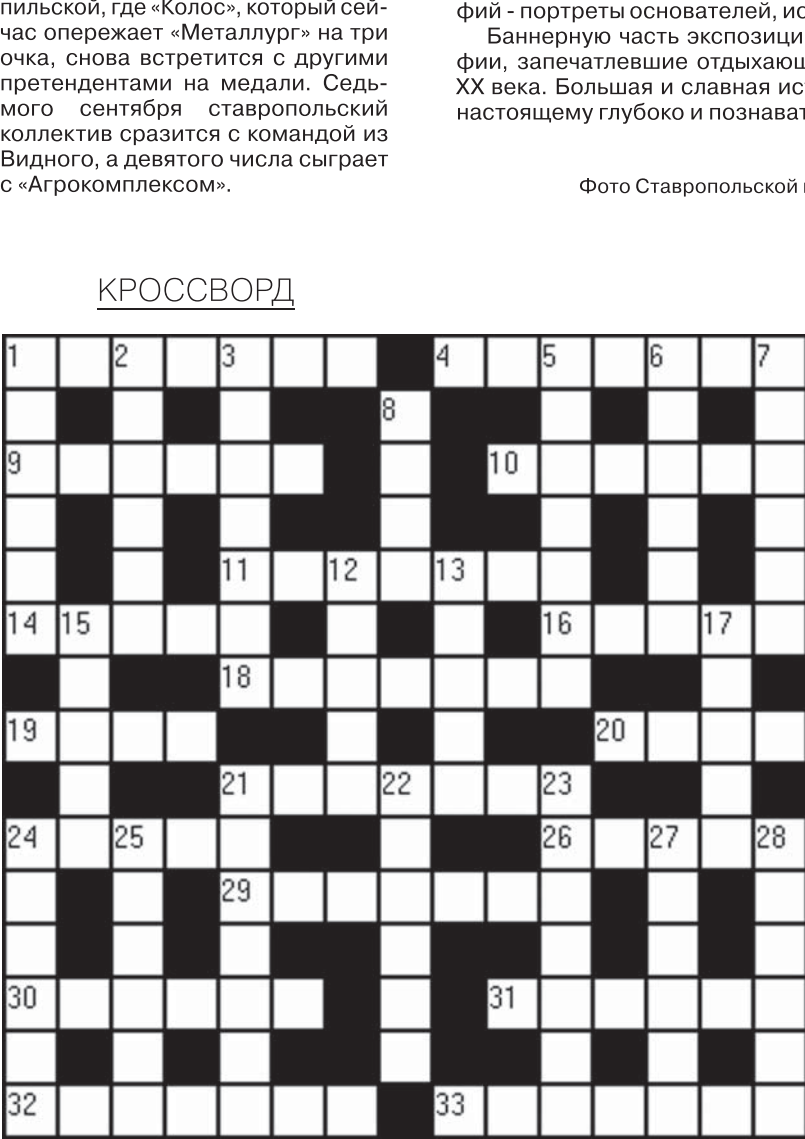 пильской, где «Колос», который сей-
час опережает «Металлург» на три
очка, снова встретится с другими
претендентами на медали. Седь-
мого сентября ставропольский
коллектив сразится с командой из
Видного, а девятого числа сыграет
с «Агрокомплексом».
фий - портреты основателей, ис
Баннерную часть экспозици
фии, запечатлевшие отдыхающ
XX века. Большая и славная ис
настоящему глубоко и познават
Фото Ставропольской
КРОССВОРД
1 2 3 4 5 6 7
8
9 10
11 12 13
14 15 16 17
18
19 20
21 22 23
24 25 26 27 28
29
30 31
32 33